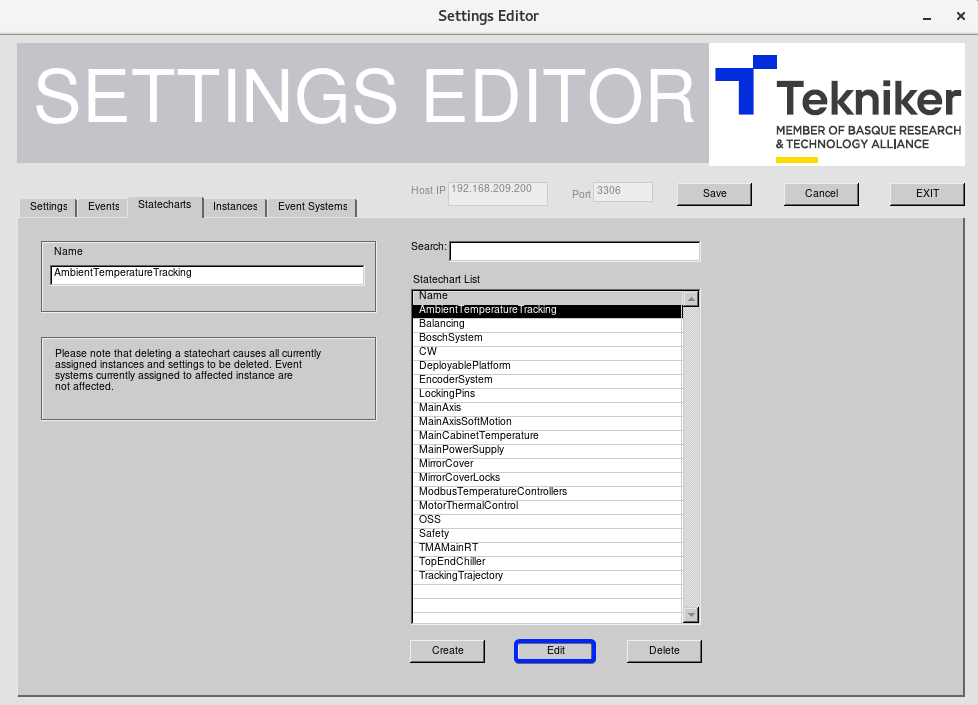 Settings Editor
SETTINGS EDITOR
Tekniker
MEMBER OF BASQUE RESEARCH
& TECHNOLOGY ALLIANCE
Host IP 192.168.209.200 Port 3306 Save Cancel EXIT
Settings Events Statecharts Instances Event Systems
Name
AmbientTemperatureTracking
Please note that deleting a statechart causes all currently
assigned instances and settings to be deleted. Event
systems currently assigned to affected instance are
not affected.
Search:
Statechart List
Name
AmbientTemperatureTracking
Balancing
BoschSystem
CW
DeployablePlatform
EncoderSystem
LockingPins
MainAxis
MainAxisSoftMotion
MainCabinetTemperature
MainPowerSupply
MirrorCover
MirrorCoverLocks
ModbusTemperatureControllers
MotorThermalControl
OSS
Safety
TMAMainRT
TopEndChiller
TrackingTrajectory
Create Edit Delete